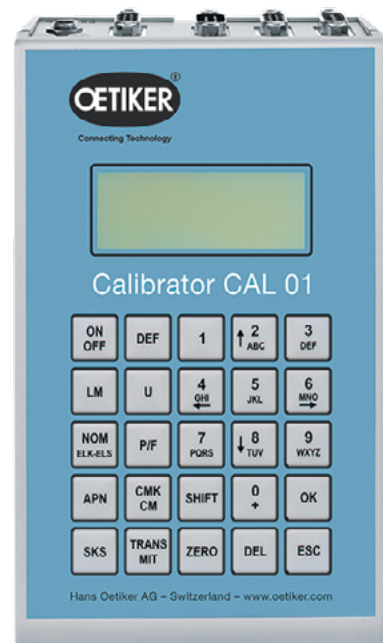 OETIKER®
Connecting Technology
Calibrator CAL 01
ON OFF DEF 1 ↑ 2 ABC 3 DEF
LM U 4 GHI ← 5 JKL 6 MNO →
NOM ELK-ELS P/F 7 PQRS ↓ 8 TUV 9 WXYZ
APN CMK CM SHIFT 0 + OK
SKS TRANS MIT ZERO DEL ESC
Hans Oetiker AG – Switzerland – www.oetiker.com